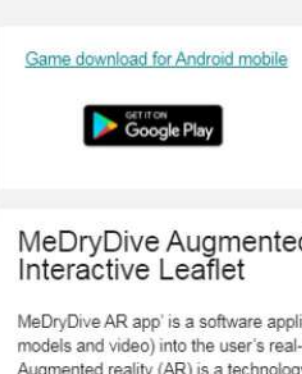 Game download for Android mobile
GET IT ON
Google Play
MeDryDive Augmented
Interactive Leaflet
MeDryDive AR app' is a software appli
models and video) into the user's real-
Augmented reality (AR) is a technolog